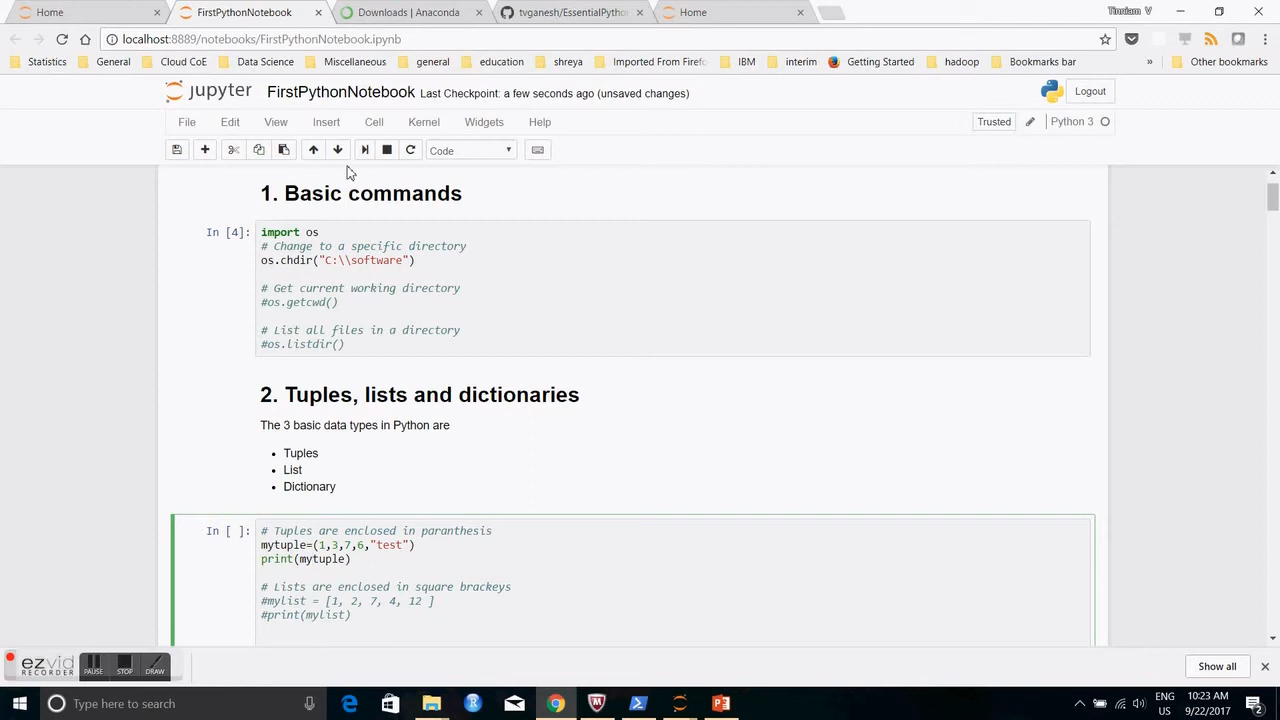 Home
FirstPythonNotebook
Downloads | Anaconda
tvganesh/EssentialPython
Home
Tinniam V
localhost:8889/notebooks/FirstPythonNotebook.ipynb
Statistics
General
Cloud CoE
Data Science
Miscellaneous
general
education
shreya
Imported From Firefo
IBM
interim
Getting Started
hadoop
Bookmarks bar
»
Other bookmarks
jupyter FirstPythonNotebook Last Checkpoint: a few seconds ago (unsaved changes)
Logout
File Edit View Insert Cell Kernel Widgets Help
Trusted
Python 3
Code
1. Basic commands
In [4]:
import os
# Change to a specific directory
os.chdir("C:\\software")
# Get current working directory
#os.getcwd()
# List all files in a directory
#os.listdir()
2. Tuples, lists and dictionaries
The 3 basic data types in Python are
• Tuples
• List
• Dictionary
In [ ]:
# Tuples are enclosed in paranthesis
mytuple=(1,3,7,6,"test")
print(mytuple)
# Lists are enclosed in square brackeys
#mylist = [1, 2, 7, 4, 12 ]
#print(mylist)
ezvid
RECORDER
PAUSE
STOP
DRAW
Show all
Type here to search
ENG
US
10:23 AM
9/22/2017
2